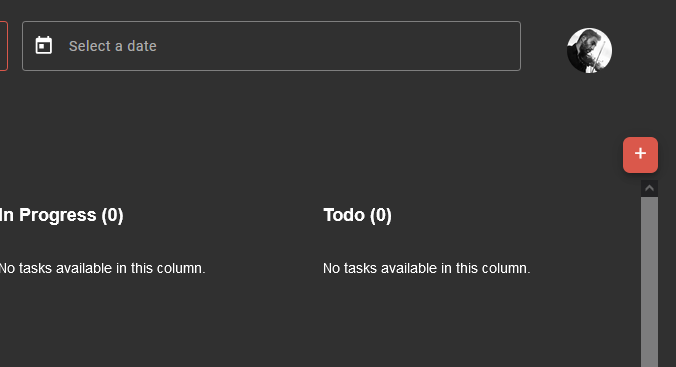 Select a date
+
In Progress (0)
Todo (0)
No tasks available in this column.
No tasks available in this column.